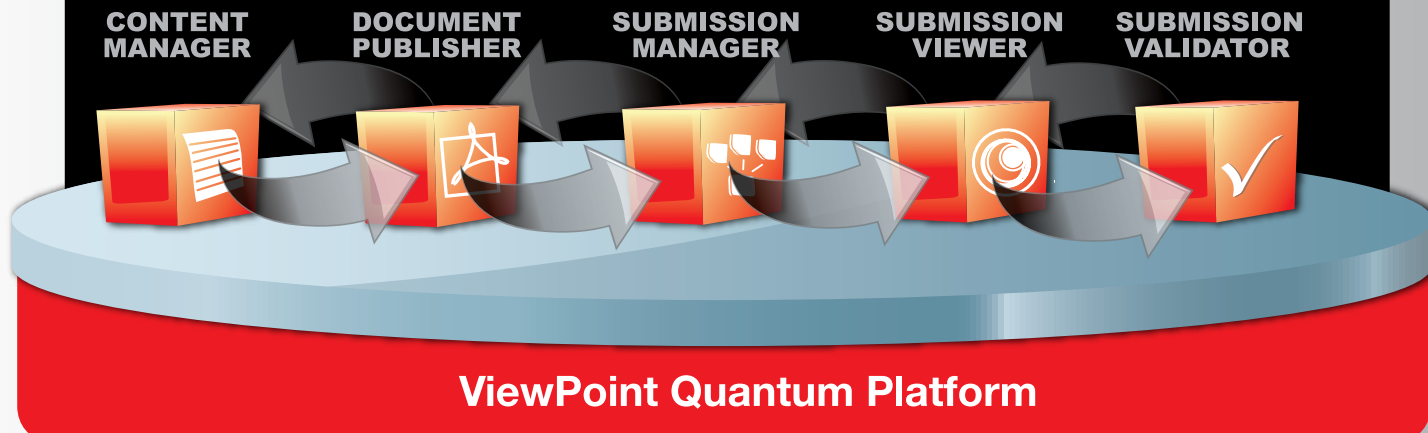 CONTENT
MANAGER
DOCUMENT
PUBLISHER
SUBMISSION
MANAGER
SUBMISSION
VIEWER
SUBMISSION
VALIDATOR
ViewPoint Quantum Platform